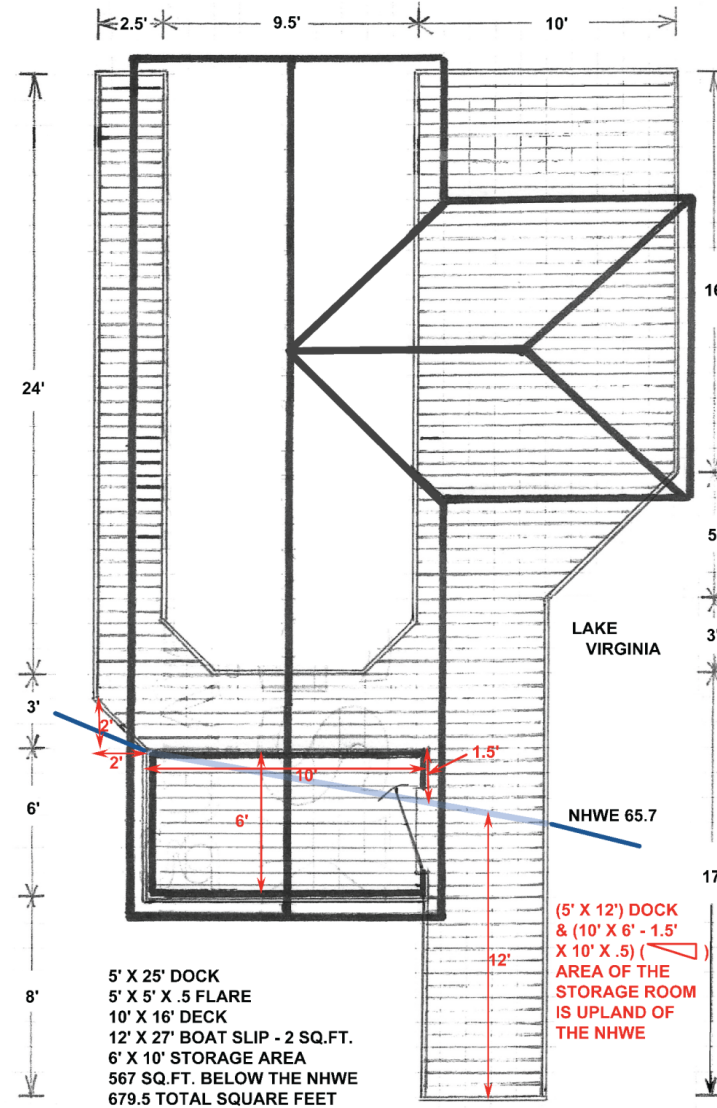 2.5'
9.5'
10'
24'
16
5
3'
LAKE
VIRGINIA
3'
2'
2'
1.5'
10'
6'
6'
NHWE 65.7
17
(5' X 12') DOCK
& (10' X 6' - 1.5'
X 10' X .5) ( )
AREA OF THE
STORAGE ROOM
IS UPLAND OF
THE NHWE
12'
8'
5' X 25' DOCK
5' X 5' X .5 FLARE
10' X 16' DECK
12' X 27' BOAT SLIP - 2 SQ.FT.
6' X 10' STORAGE AREA
567 SQ.FT. BELOW THE NHWE
679.5 TOTAL SQUARE FEET